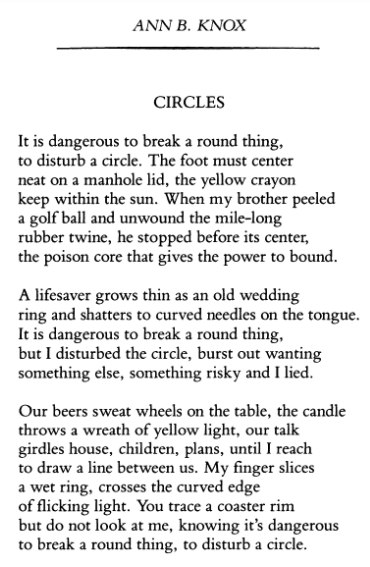 ANN B. KNOX
CIRCLES
It is dangerous to break a round thing,
to disturb a circle. The foot must center
neat on a manhole lid, the yellow crayon
keep within the sun. When my brother peeled
a golf ball and unwound the mile-long
rubber twine, he stopped before its center,
the poison core that gives the power to bound.
A lifesaver grows thin as an old wedding
ring and shatters to curved needles on the tongue.
It is dangerous to break a round thing,
but I disturbed the circle, burst out wanting
something else, something risky and I lied.
Our beers sweat wheels on the table, the candle
throws a wreath of yellow light, our talk
girdles house, children, plans, until I reach
to draw a line between us. My finger slices
a wet ring, crosses the curved edge
of flicking light. You trace a coaster rim
but do not look at me, knowing it's dangerous
to break a round thing, to disturb a circle.